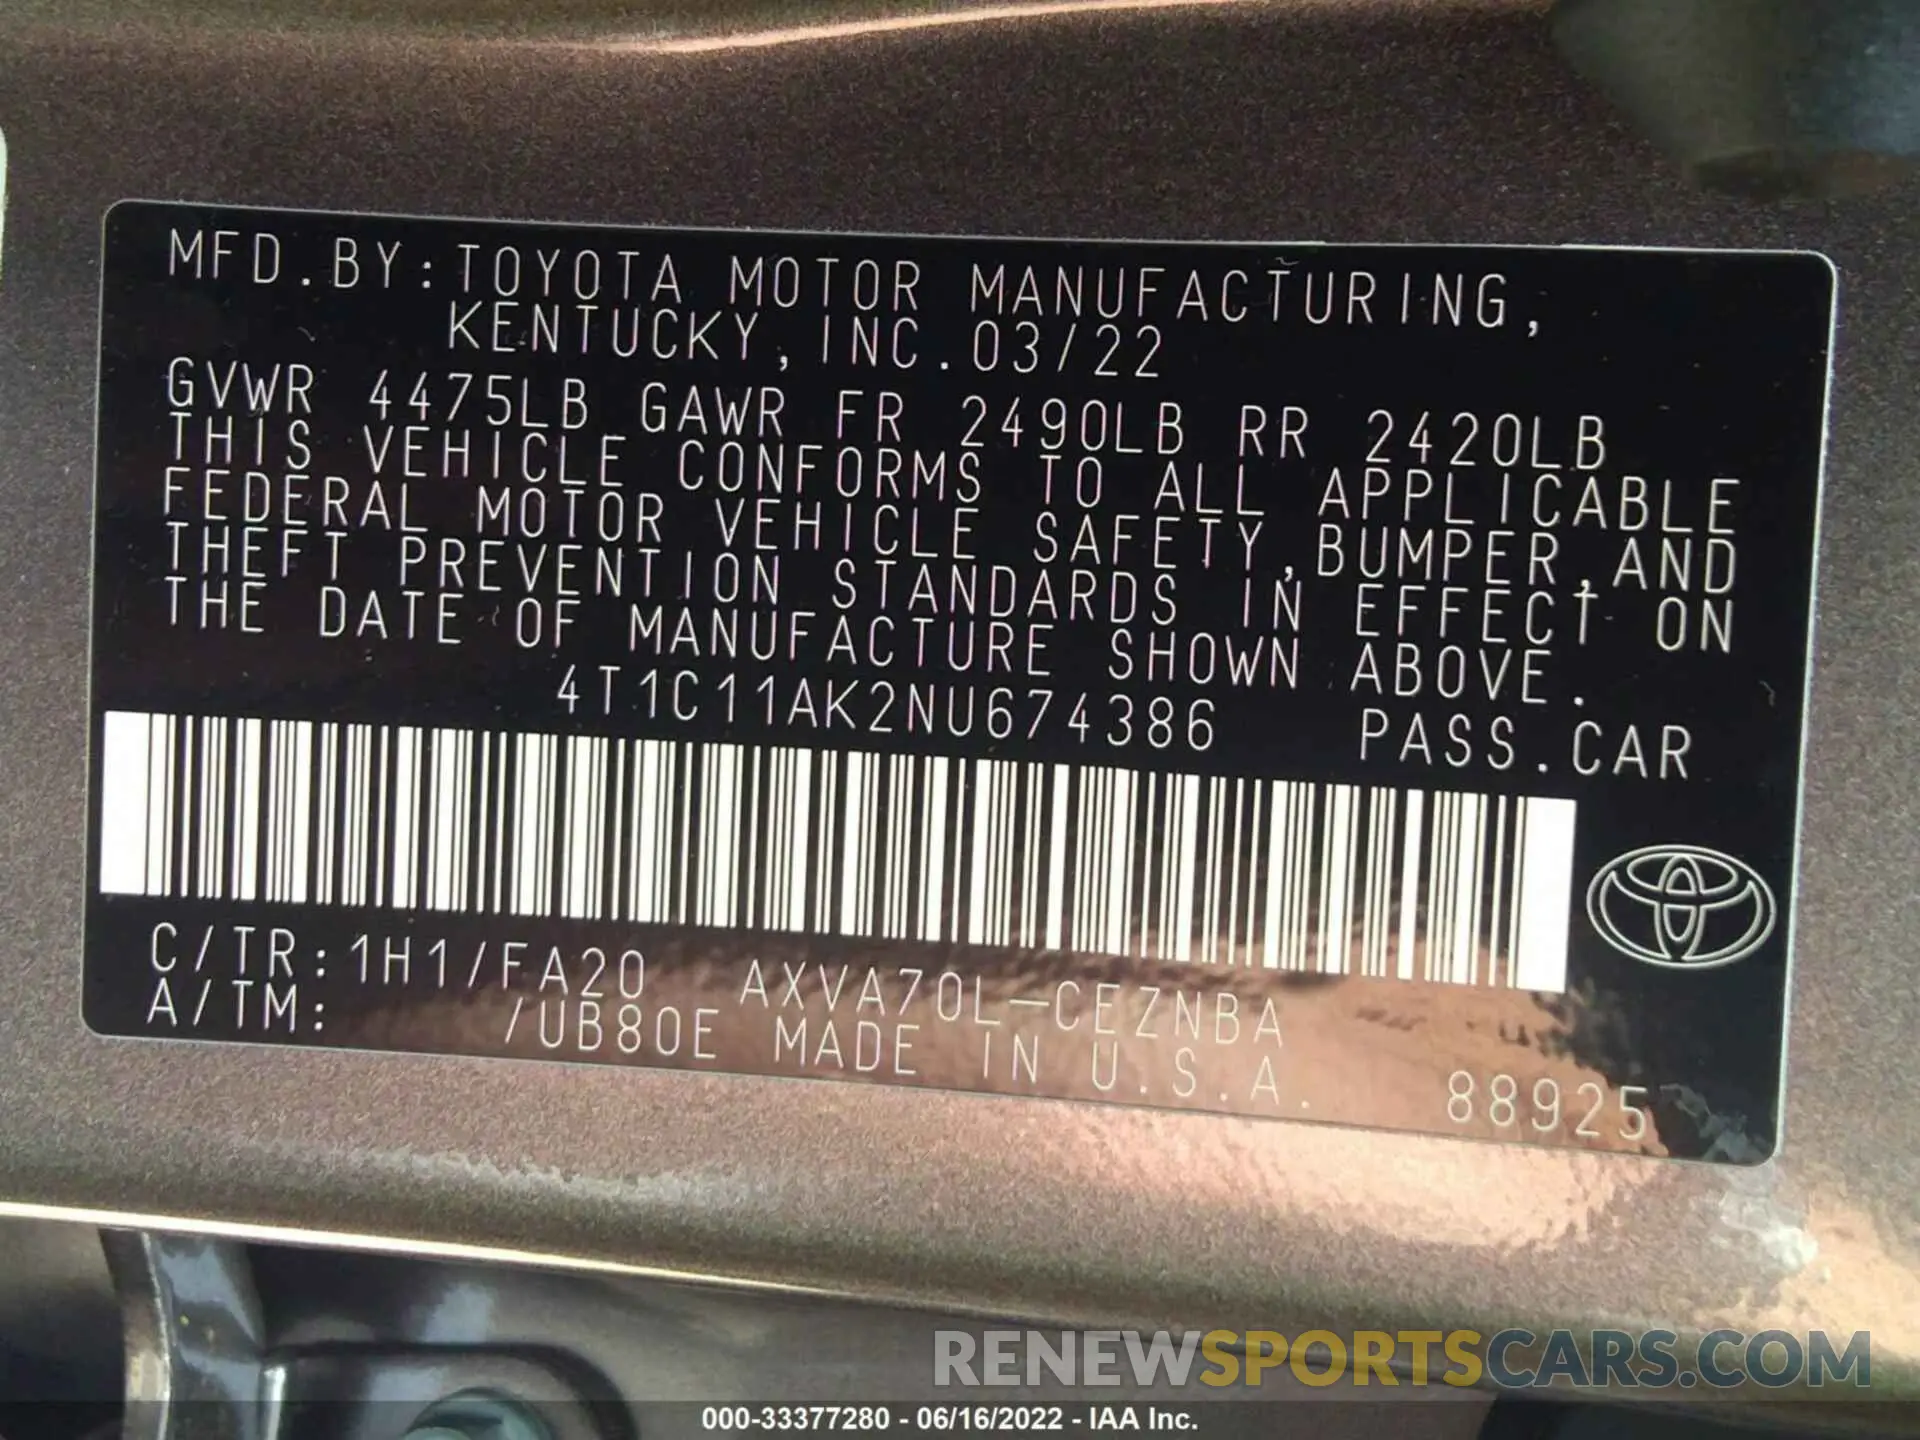 MFD.BY:TOYOTA MOTOR MANUFACTURING,
KENTUCKY,INC.03/22
GVWR 4475LB GAWR FR 2490LB RR 2420LB
THIS VEHICLE CONFORMS TO ALL APPLICABLE
FEDERAL MOTOR VEHICLE SAFETY,BUMPER,AND
THEFT PREVENTION STANDARDS IN EFFECT ON
THE DATE OF MANUFACTURE SHOWN ABOVE.
4T1C11AK2NU674386 PASS.CAR
C/TR:1H1/FA20 AXVA70L-CEZNBA
A/TM: /UB80E MADE IN U.S.A.
88925
RENEWSPORTSCARS.COM
000-33377280 - 06/16/2022 - IAA Inc.